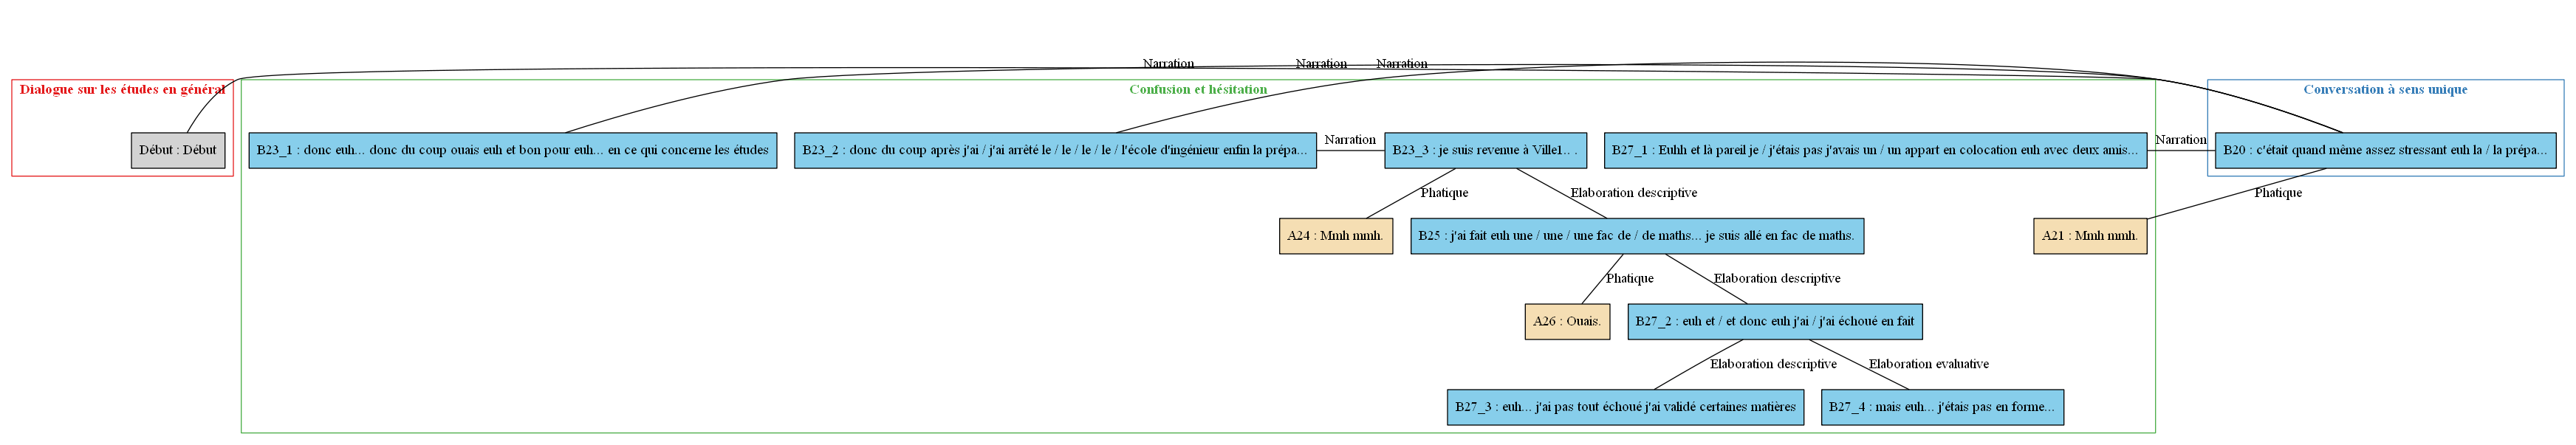 Narration
Narration
Narration
Dialogue sur les études en général
Confusion et hésitation
Conversation à sens unique
Début : Début
B23_1 : donc euh... donc du coup ouais euh et bon pour euh... en ce qui concerne les études
B23_2 : donc du coup après j'ai / j'ai arrêté le / le / le / le / l'école d'ingénieur enfin la prépa...
Narration
B23_3 : je suis revenue à Ville1.. .
B27_1 : Euhh et là pareil je / j'étais pas j'avais un / un appart en colocation euh avec deux amis...
Narration
B20 : c'était quand même assez stressant euh la / la prépa...
Phatique
Elaboration descriptive
Phatique
A24 : Mmh mmh.
B25 : j'ai fait euh une / une / une fac de / de maths... je suis allé en fac de maths.
A21 : Mmh mmh.
Phatique
Elaboration descriptive
A26 : Ouais.
B27_2 : euh et / et donc euh j'ai / j'ai échoué en fait
Elaboration descriptive
Elaboration evaluative
B27_3 : euh... j'ai pas tout échoué j'ai validé certaines matières
B27_4 : mais euh... j'étais pas en forme...